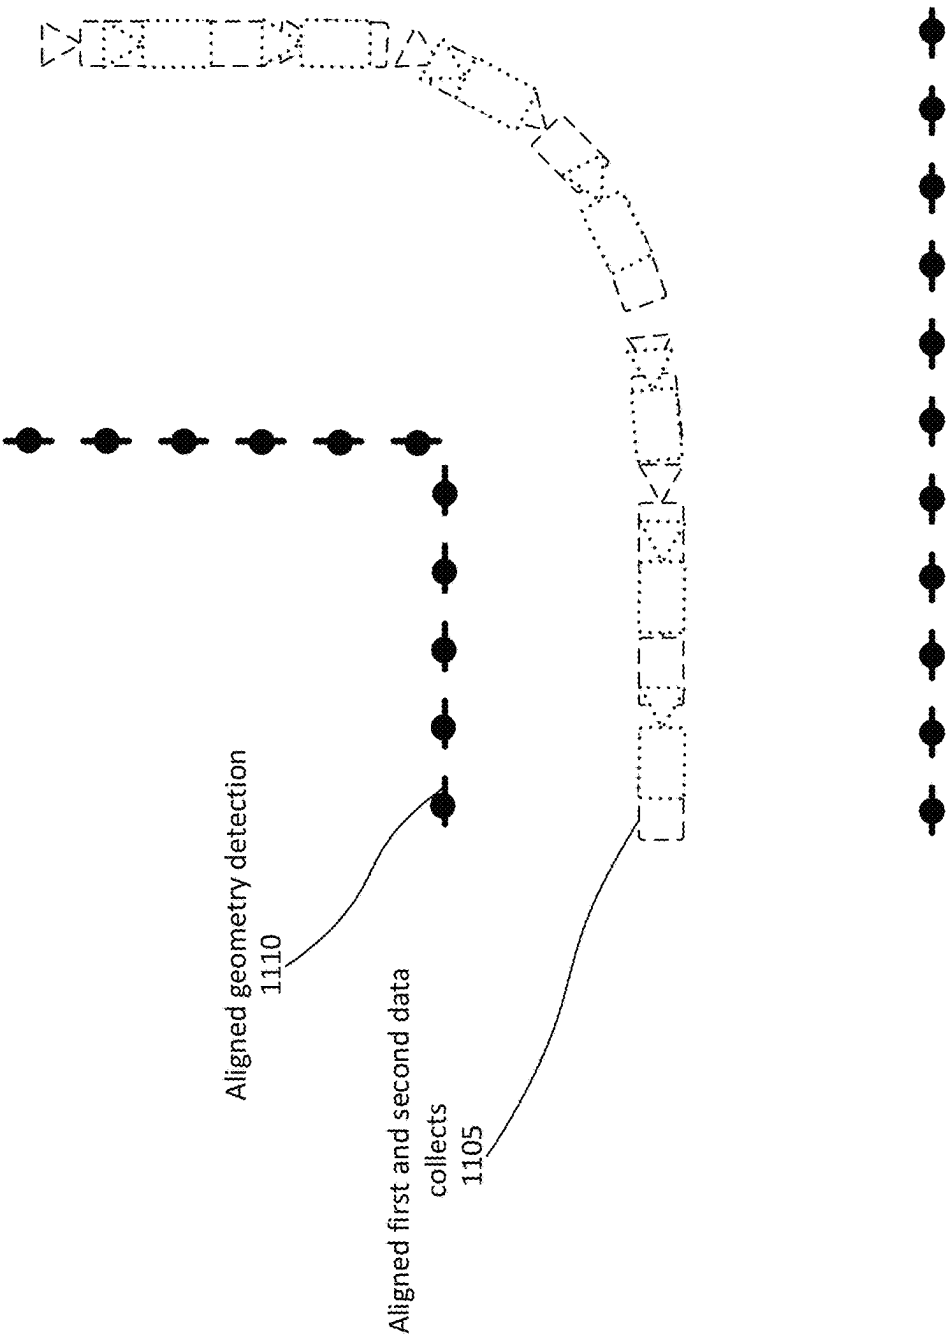 Aligned geometry detection
1110
Aligned first and second data
collects
1105